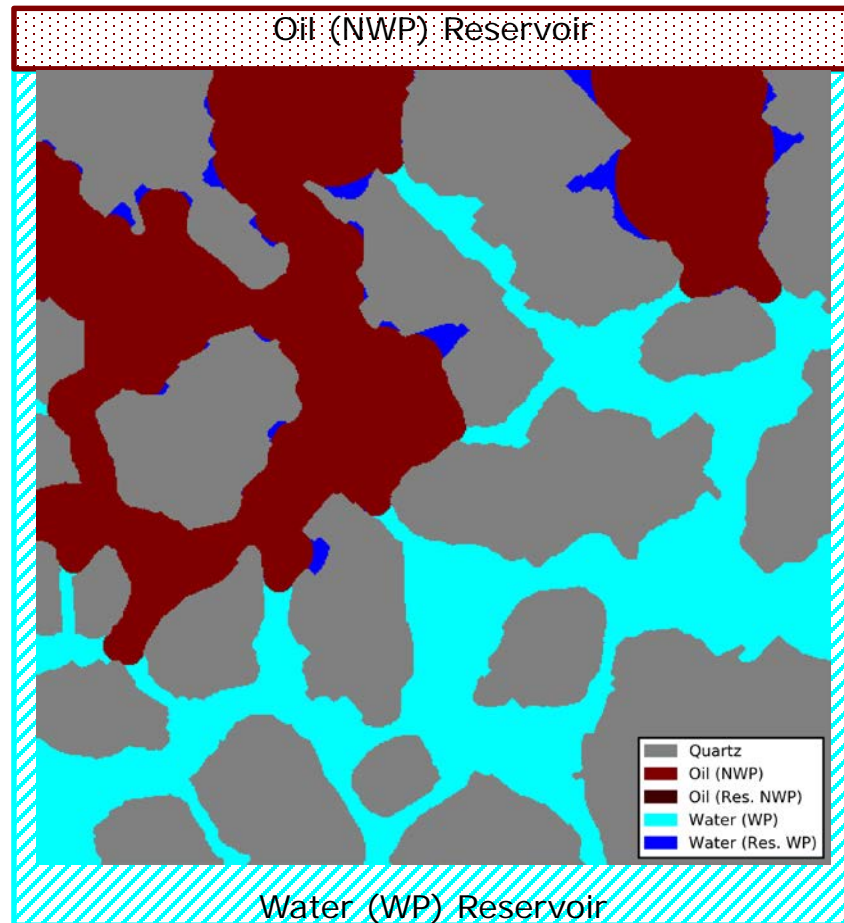 Oil (NWP) Reservoir
Quartz
Oil (NWP)
Oil (Res. NWP)
Water (WP)
Water (Res. WP)
Water (WP) Reservoir